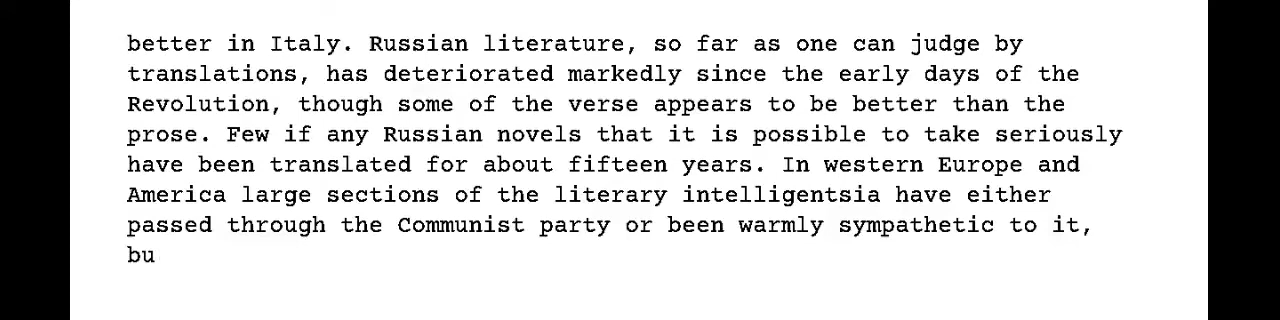 better in Italy. Russian literature, so far as one can judge by
translations, has deteriorated markedly since the early days of the
Revolution, though some of the verse appears to be better than the
prose. Few if any Russian novels that it is possible to take seriously
have been translated for about fifteen years. In western Europe and
America large sections of the literary intelligentsia have either
passed through the Communist party or been warmly sympathetic to it,
bu